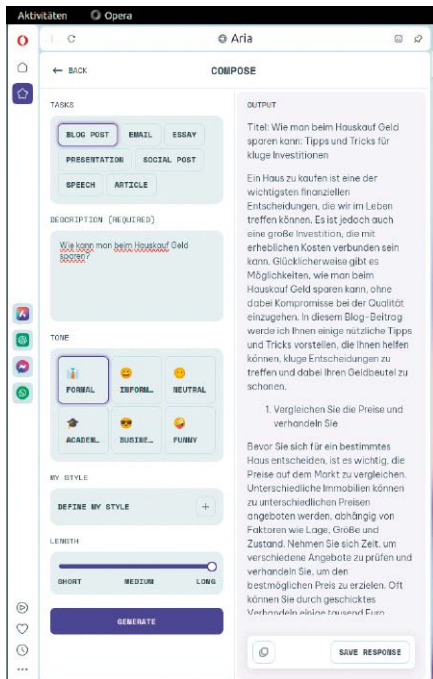 Aktivitäten Opera
Aria
← BACK
COMPOSE
TASKS
BLOG POST EMAIL ESSAY
PRESENTATION SOCIAL POST
SPEECH ARTICLE
DESCRIPTION (REQUIRED)
Wie kann man beim Hauskauf Geld
sparen?
TONE
FORMAL INFORM… NEUTRAL
ACADEM… BUSINE… FUNNY
MY STYLE
DEFINE MY STYLE +
LENGTH
SHORT MEDIUM LONG
GENERATE
OUTPUT
Titel: Wie man beim Hauskauf Geld
sparen kann: Tipps und Tricks für
kluge Investitionen
Ein Haus zu kaufen ist eine der
wichtigsten finanziellen
Entscheidungen, die wir im Leben
treffen können. Es ist jedoch auch
eine große Investition, die mit
erheblichen Kosten verbunden sein
kann. Glücklicherweise gibt es
Möglichkeiten, wie man beim
Hauskauf Geld sparen kann, ohne
dabei Kompromisse bei der Qualität
einzugehen. In diesem Blog-Beitrag
werde ich Ihnen einige nützliche Tipps
und Tricks vorstellen, die Ihnen helfen
können, kluge Entscheidungen zu
treffen und dabei Ihren Geldbeutel zu
schonen.
1. Vergleichen Sie die Preise und
verhandeln Sie
Bevor Sie sich für ein bestimmtes
Haus entscheiden, ist es wichtig, die
Preise auf dem Markt zu vergleichen.
Unterschiedliche Immobilien können
zu unterschiedlichen Preisen
angeboten werden, abhängig von
Faktoren wie Lage, Größe und
Zustand. Nehmen Sie sich Zeit, um
verschiedene Angebote zu prüfen und
verhandeln Sie, um den
bestmöglichen Preis zu erzielen. Oft
können Sie durch geschicktes
Verhandeln einige tausend Euro
SAVE RESPONSE